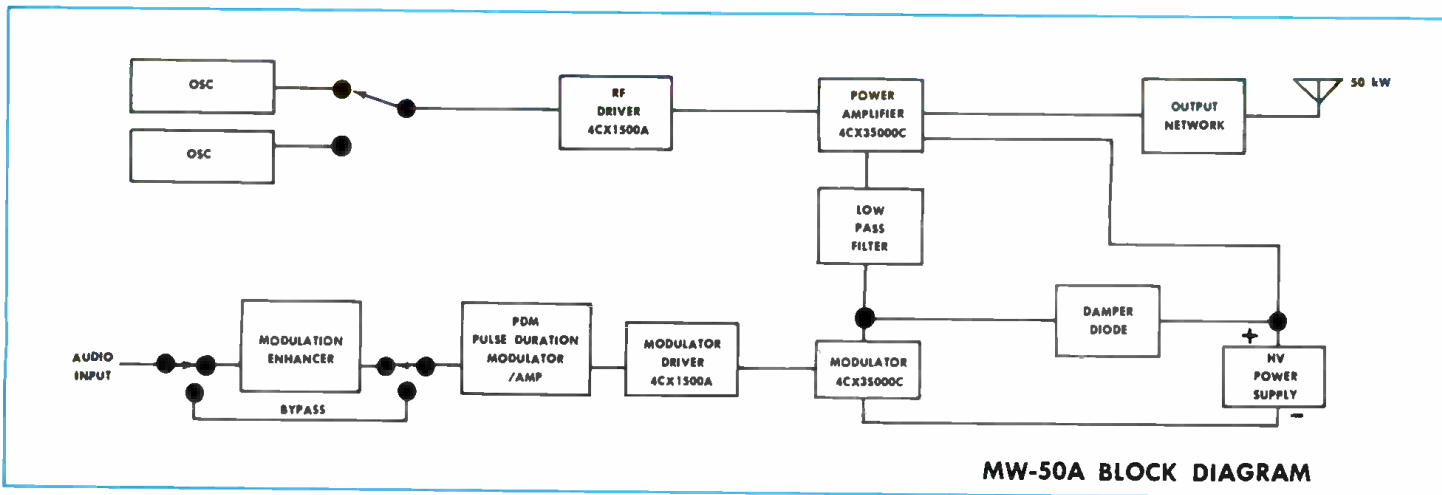 OSC
OSC
RF
DRIVER
4CX1500A
POWER
AMPLIFIER
4CX35000C
OUTPUT
NETWORK
50 kW
LOW
PASS
FILTER
AUDIO
INPUT
MODULATION
ENHANCER
BYPASS
PDM
PULSE DURATION
MODULATOR
/AMP
MODULATOR
DRIVER
4CX1500A
MODULATOR
4CX35000C
DAMPER
DIODE
+
HV
POWER
SUPPLY
-
MW-50A BLOCK DIAGRAM